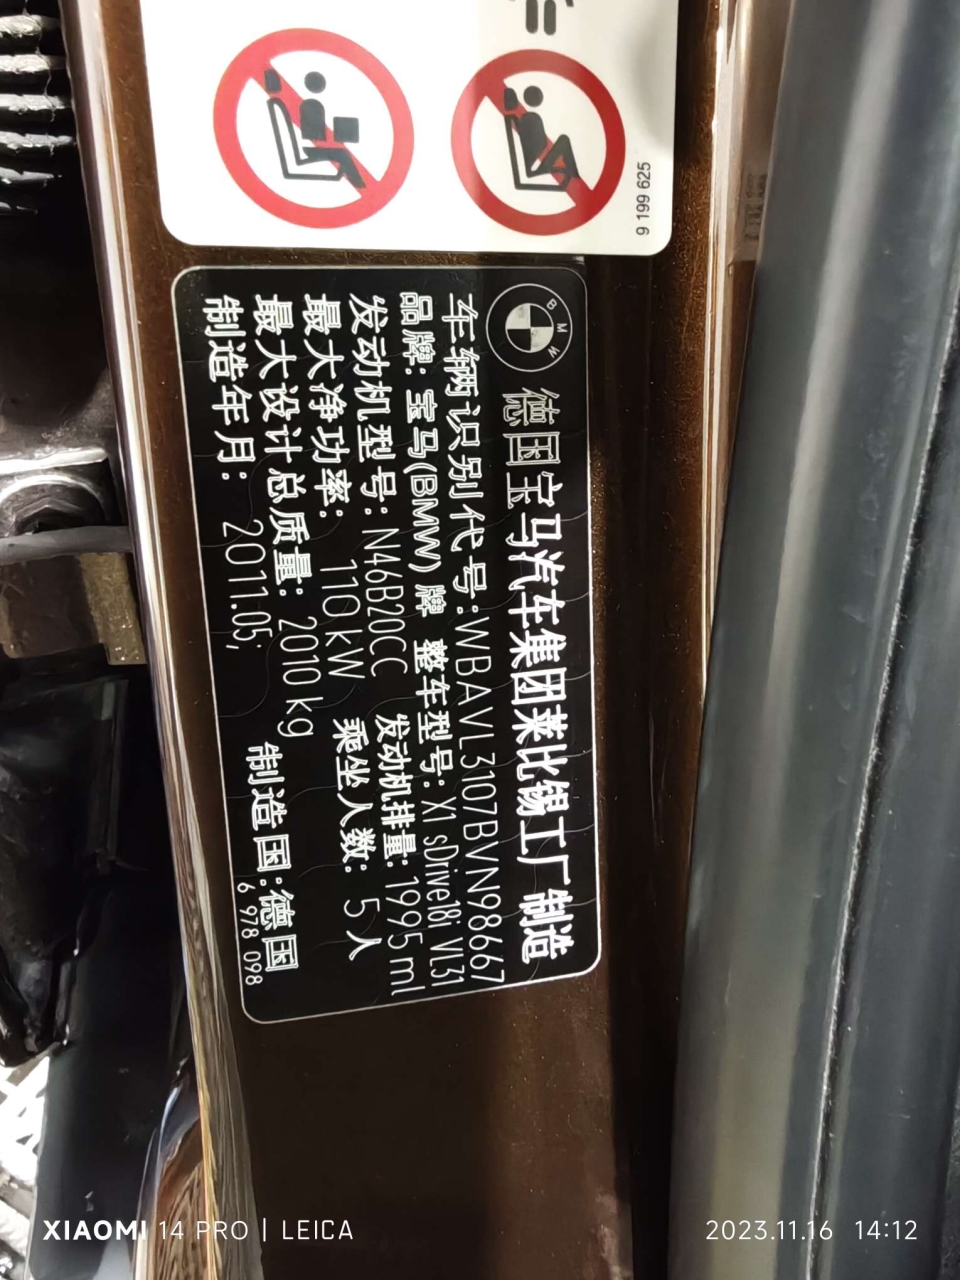 9 199 625
BMW
德国宝马汽车集团莱比锡工厂制造
车辆识别代号:WBAVL3107BVN98667
品牌: 宝马(BMW) 牌 整车型号: X1 sDrive18i VL31
发动机型号: N46B20CC 发动机排量: 1995 ml
最大净功率: 110 kW 乘坐人数: 5 人
最大设计总质量: 2010 kg
制造年月: 2011.05; 制造国:德国
6 978 098
XIAOMI 14 PRO | LEICA
2023.11.16 14:12